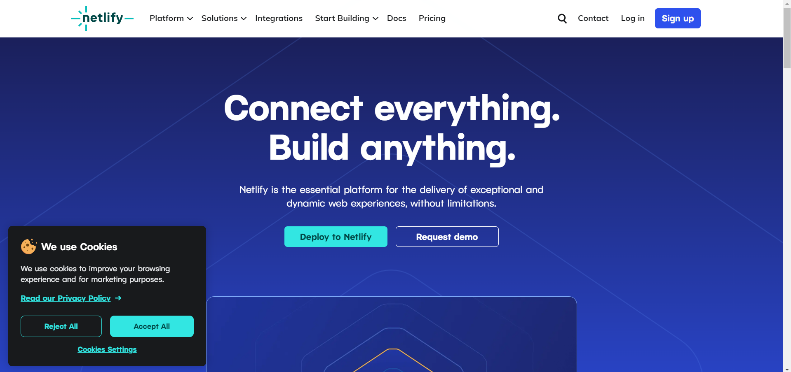 netlify
Platform Solutions Integrations Start Building Docs Pricing
Contact Log in Sign up
Connect everything.
Build anything.
Netlify is the essential platform for the delivery of exceptional and
dynamic web experiences, without limitations.
Deploy to Netlify Request demo
We use Cookies
We use cookies to improve your browsing
experience and for marketing purposes.
Read our Privacy Policy →
Reject All Accept All
Cookies Settings